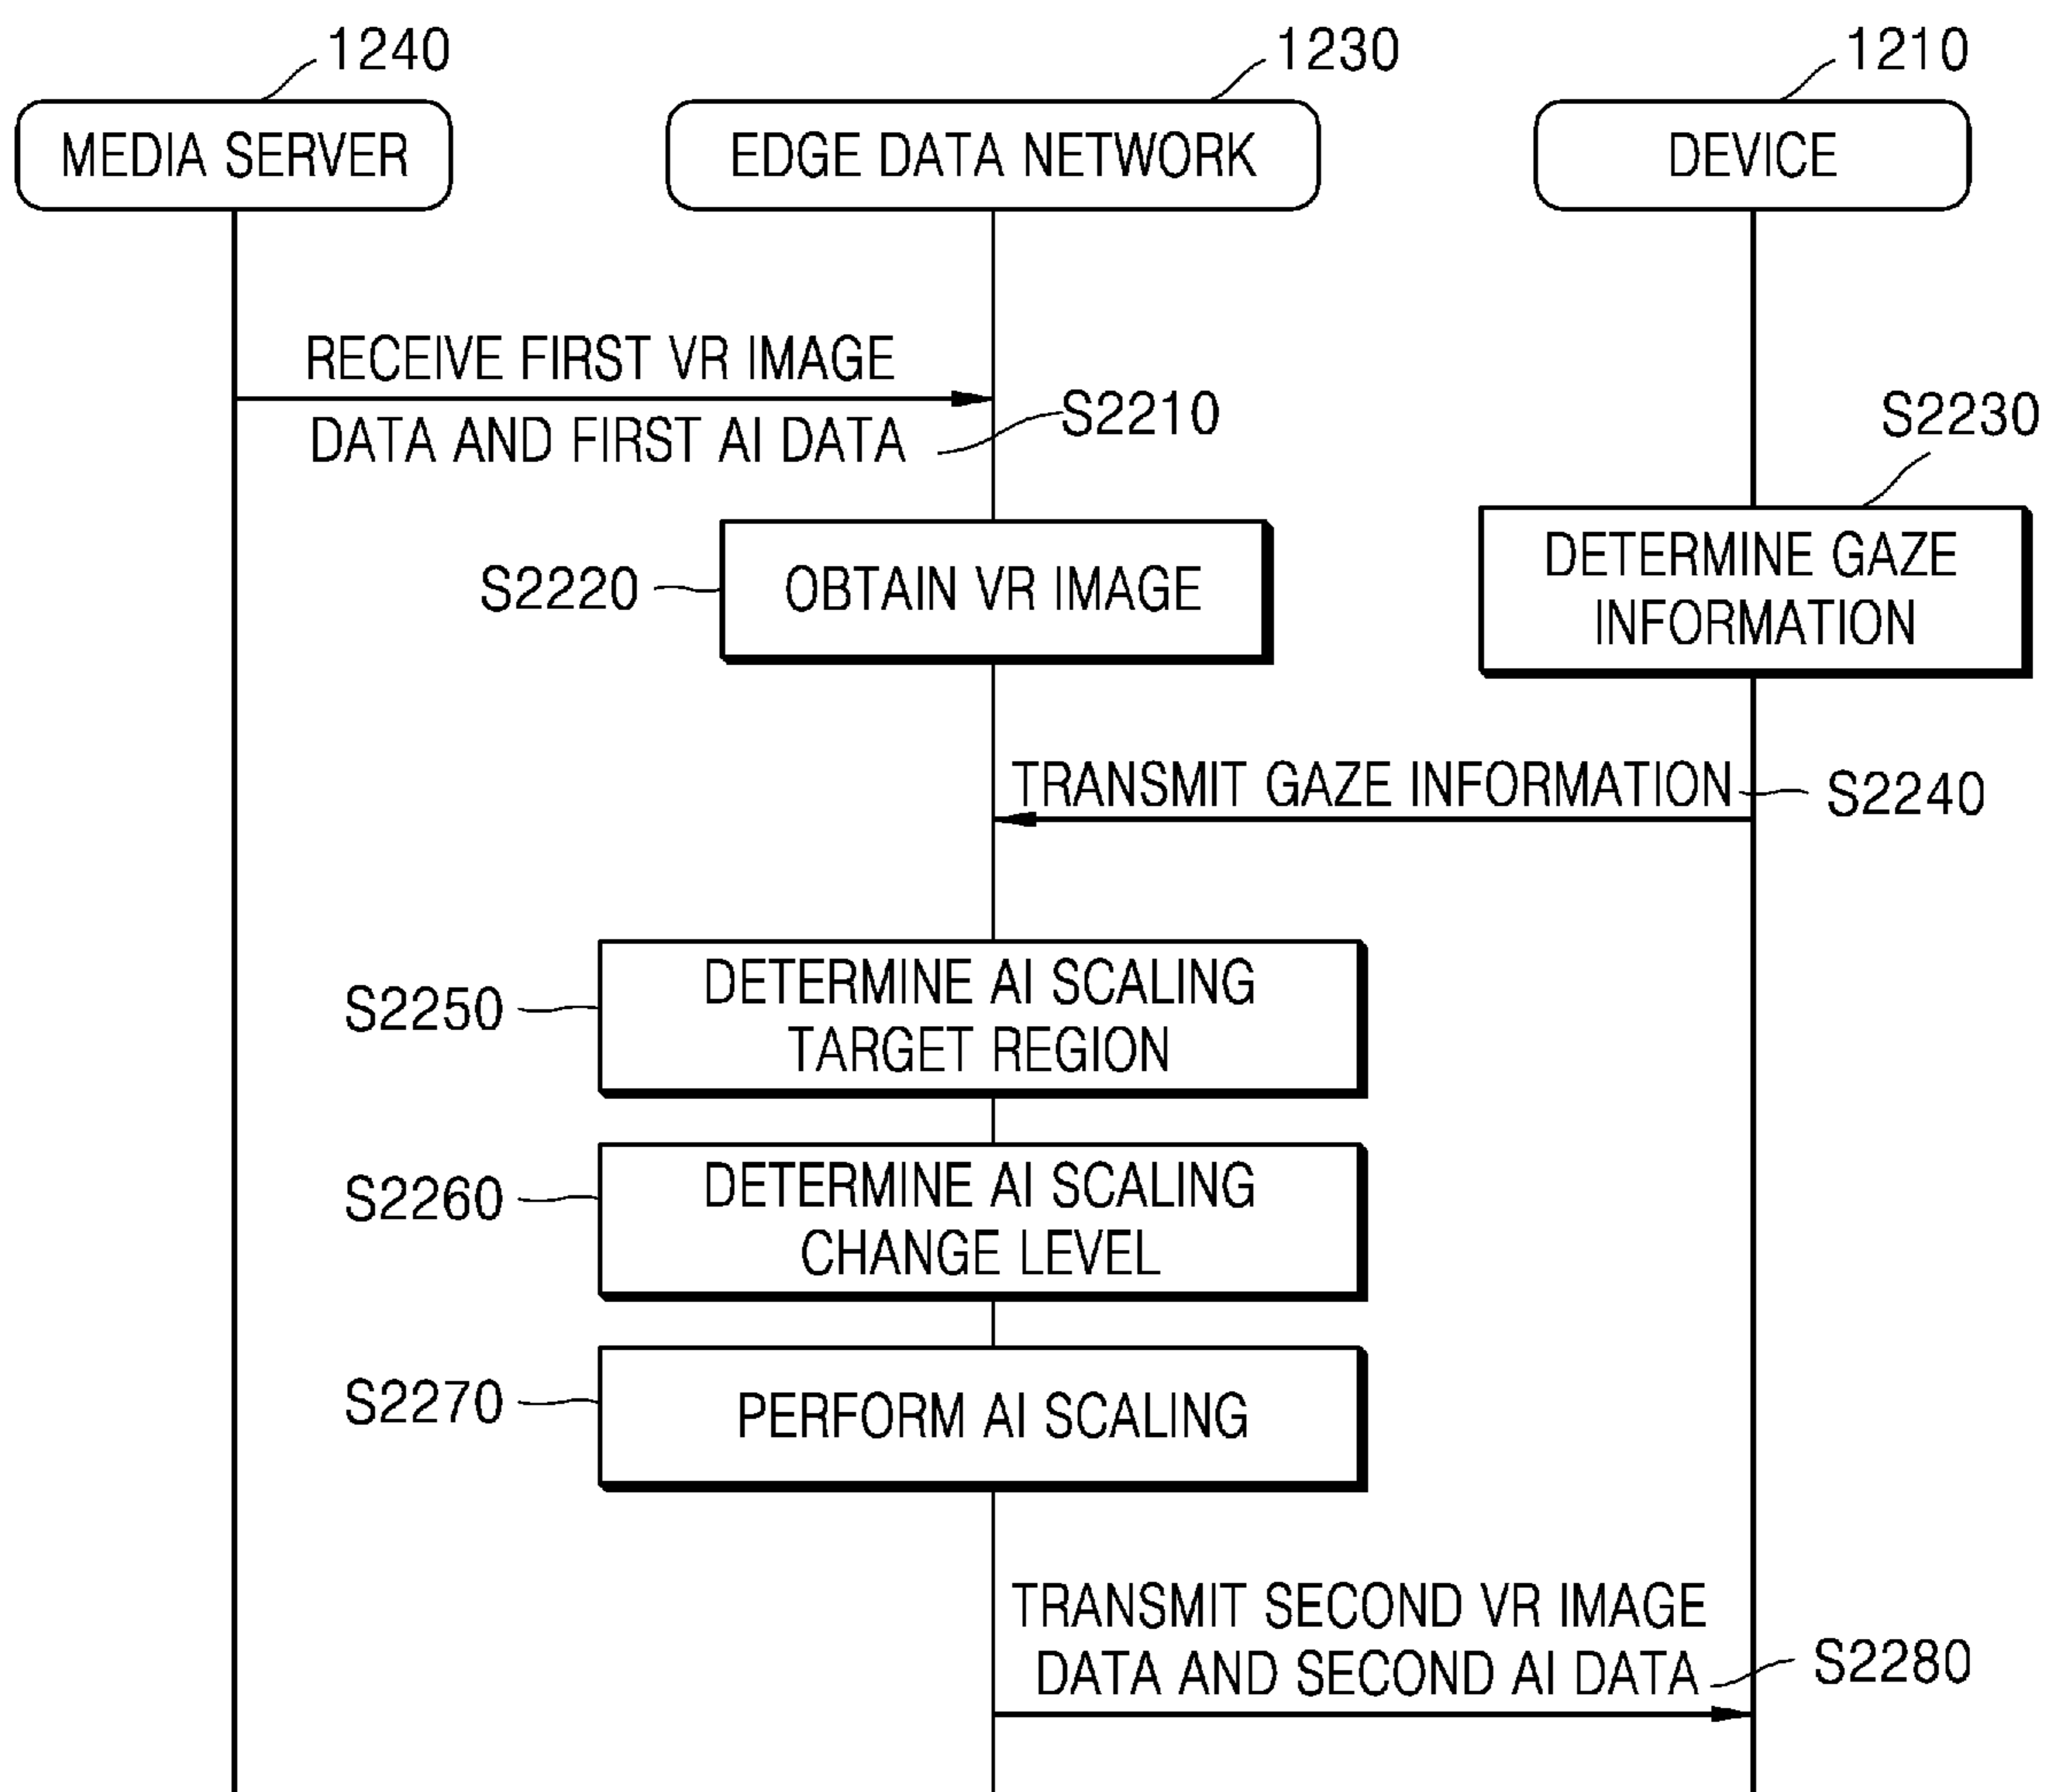 1240
1230
1210
MEDIA SERVER
EDGE DATA NETWORK
DEVICE
RECEIVE FIRST VR IMAGE
DATA AND FIRST AI DATA
S2210
S2230
S2220
OBTAIN VR IMAGE
DETERMINE GAZE
INFORMATION
TRANSMIT GAZE INFORMATION
S2240
S2250
DETERMINE AI SCALING
TARGET REGION
S2260
DETERMINE AI SCALING
CHANGE LEVEL
S2270
PERFORM AI SCALING
TRANSMIT SECOND VR IMAGE
DATA AND SECOND AI DATA
S2280